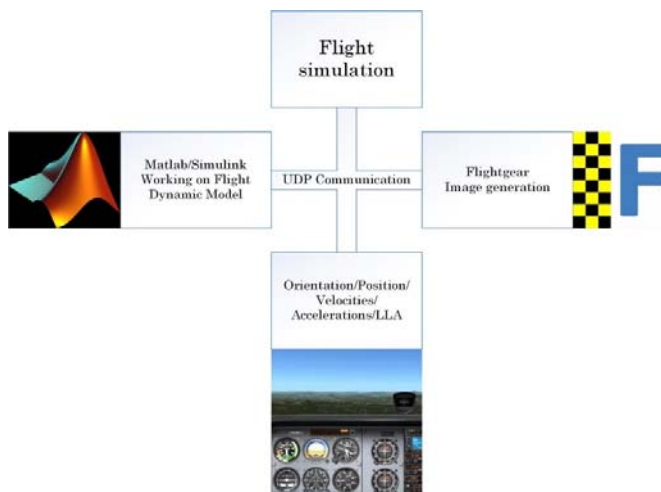 Flight
simulation
Matlab/Simulink
Working on Flight
Dynamic Model
UDP Communication
Flightgear
Image generation
F
Orientation/Position/
Velocities/
Accelerations/LLA